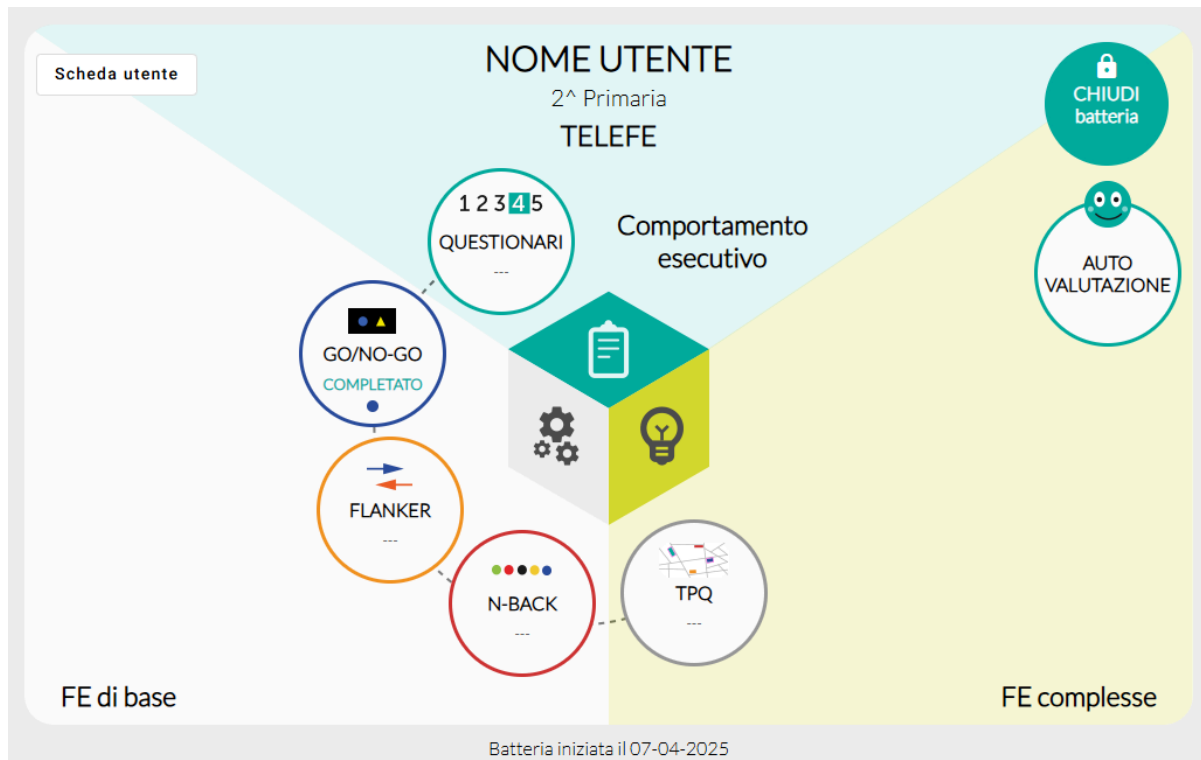 Scheda utente
NOME UTENTE
2^ Primaria
TELEFE
CHIUDI
batteria
1 2 3 4 5
QUESTIONARI
---
Comportamento
esecutivo
AUTO
VALUTAZIONE
GO/NO-GO
COMPLETATO
FLANKER
---
N-BACK
---
TPQ
---
FE di base
FE complesse
Batteria iniziata il 07-04-2025